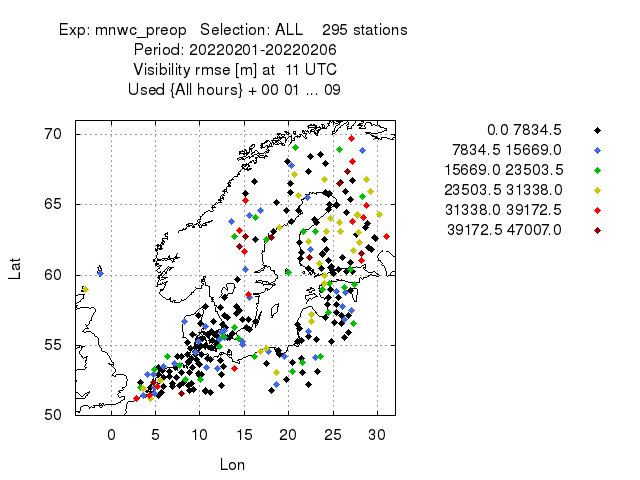 Exp: mnwc_preop Selection: ALL 295 stations
Period: 20220201-20220206
Visibility rmse [m] at 11 UTC
Used {All hours} + 00 01 ... 09
0.0 7834.5
7834.5 15669.0
15669.0 23503.5
23503.5 31338.0
31338.0 39172.5
39172.5 47007.0
70
65
60
55
50
Lat
0 5 10 15 20 25 30
Lon